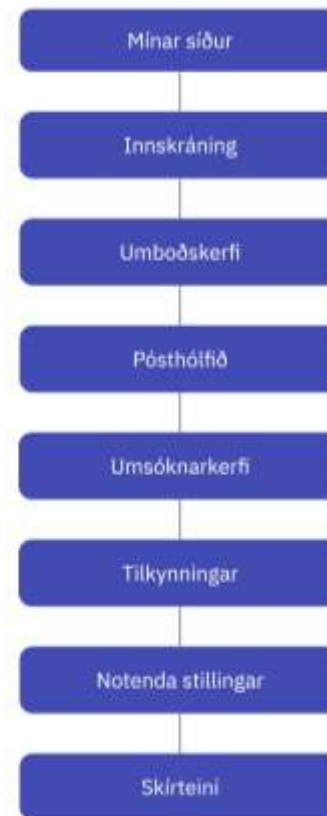 Mínar síður
Innskráning
Umboðskerfi
Pósthólfið
Umsóknarkerfi
Tilkynningar
Notenda stillingar
Skírteini